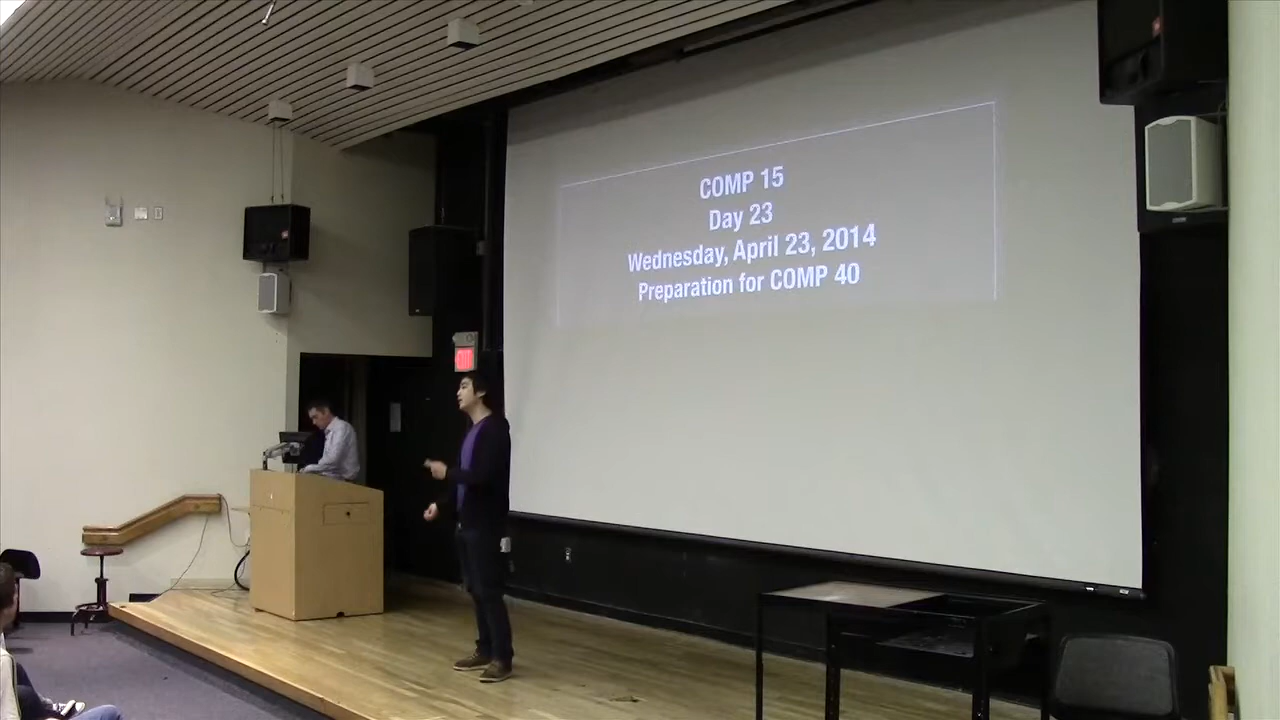 COMP 15
Day 23
Wednesday, April 23, 2014
Preparation for COMP 40